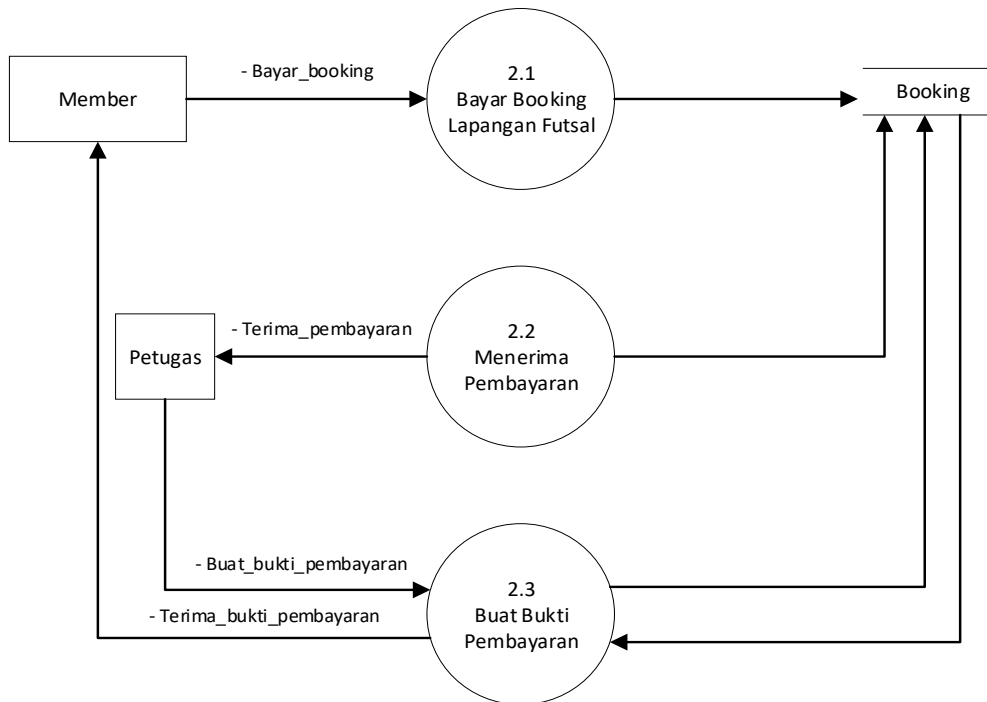 Member
- Bayar_booking
2.1
Bayar Booking
Lapangan Futsal
Booking
Petugas
- Terima_pembayaran
2.2
Menerima
Pembayaran
- Buat_bukti_pembayaran
- Terima_bukti_pembayaran
2.3
Buat Bukti
Pembayaran